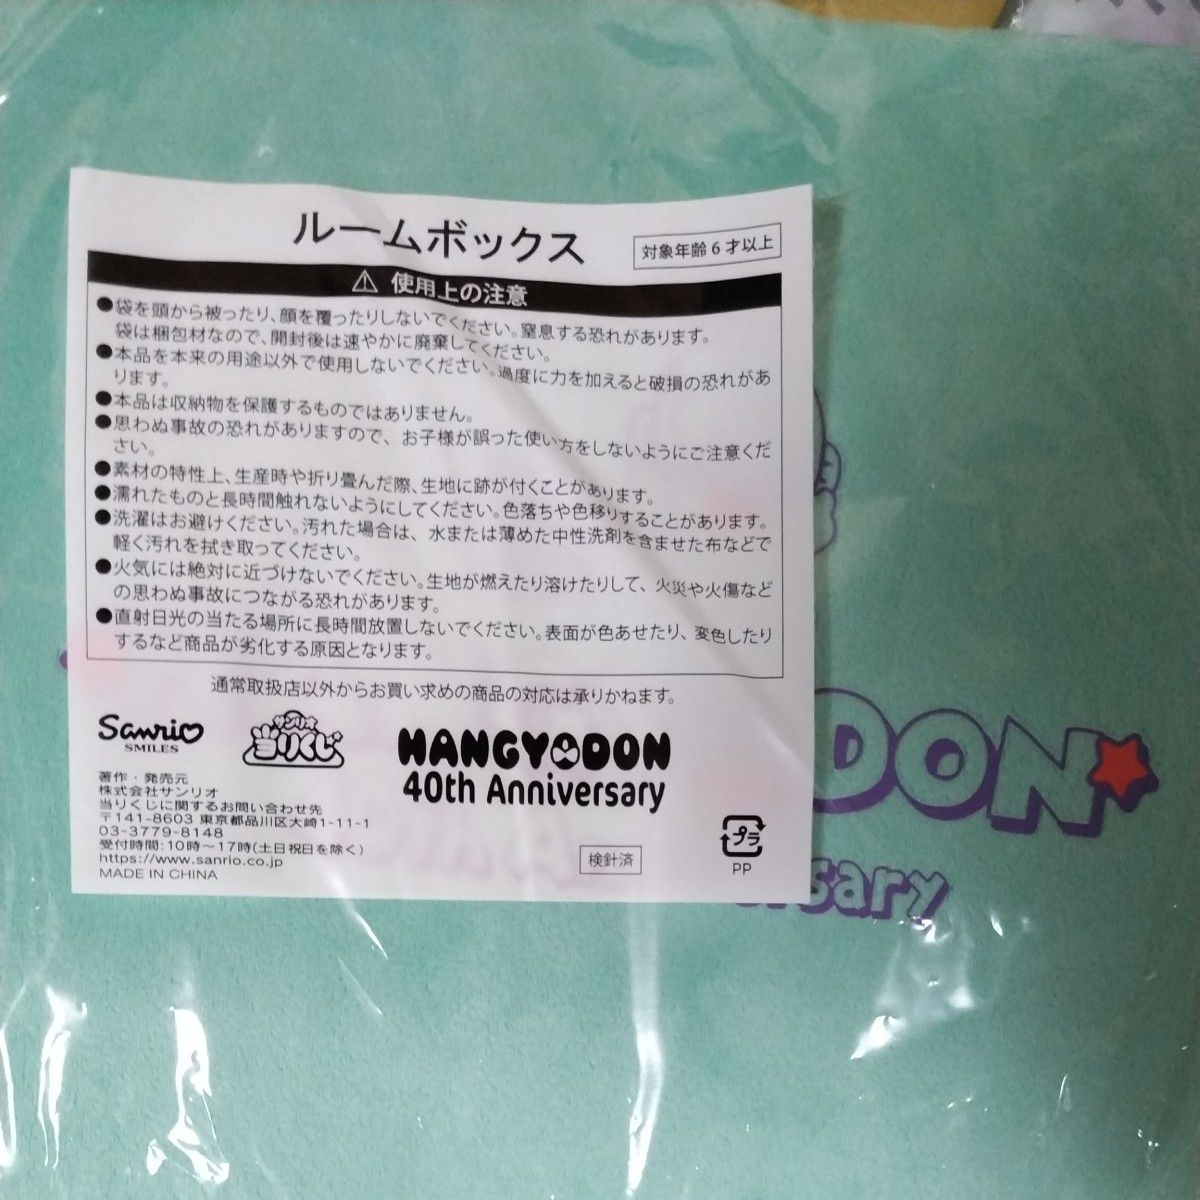 ルームボックス
対象年齢6才以上
⚠ 使用上の注意
●袋を頭から被ったり、顔を覆ったりしないでください。窒息する恐れがあります。
袋は梱包材なので、開封後は速やかに廃棄してください。
●本品を本来の用途以外で使用しないでください。過度に力を加えると破損の恐れがあ
ります。
●本品は収納物を保護するものではありません。
●思わぬ事故の恐れがありますので、お子様が誤った使い方をしないようにご注意くだ
さい。
●素材の特性上、生産時や折り畳んだ際、生地に跡が付くことがあります。
●濡れたものと長時間触れないようにしてください。色落ちや色移りすることがあります。
●洗濯はお避けください。汚れた場合は、水または薄めた中性洗剤を含ませた布などで
軽く汚れを拭き取ってください。
●火気には絶対に近づけないでください。生地が燃えたり溶けたりして、火災や火傷など
の思わぬ事故につながる恐れがあります。
●直射日光の当たる場所に長時間放置しないでください。表面が色あせたり、変色したり
するなど商品が劣化する原因となります。
通常取扱店以外からお買い求めの商品の対応は承りかねます。
Sanrio
SMILES
サンリオ
当りくじ
HANGYODON
40th Anniversary
著作・発売元
株式会社サンリオ
当りくじに関するお問い合わせ先
〒141-8603 東京都品川区大崎1-11-1
03-3779-8148
受付時間:10時〜17時(土日祝日を除く)
https://www.sanrio.co.jp
MADE IN CHINA
検針済
プラ
PP
DON
ersary